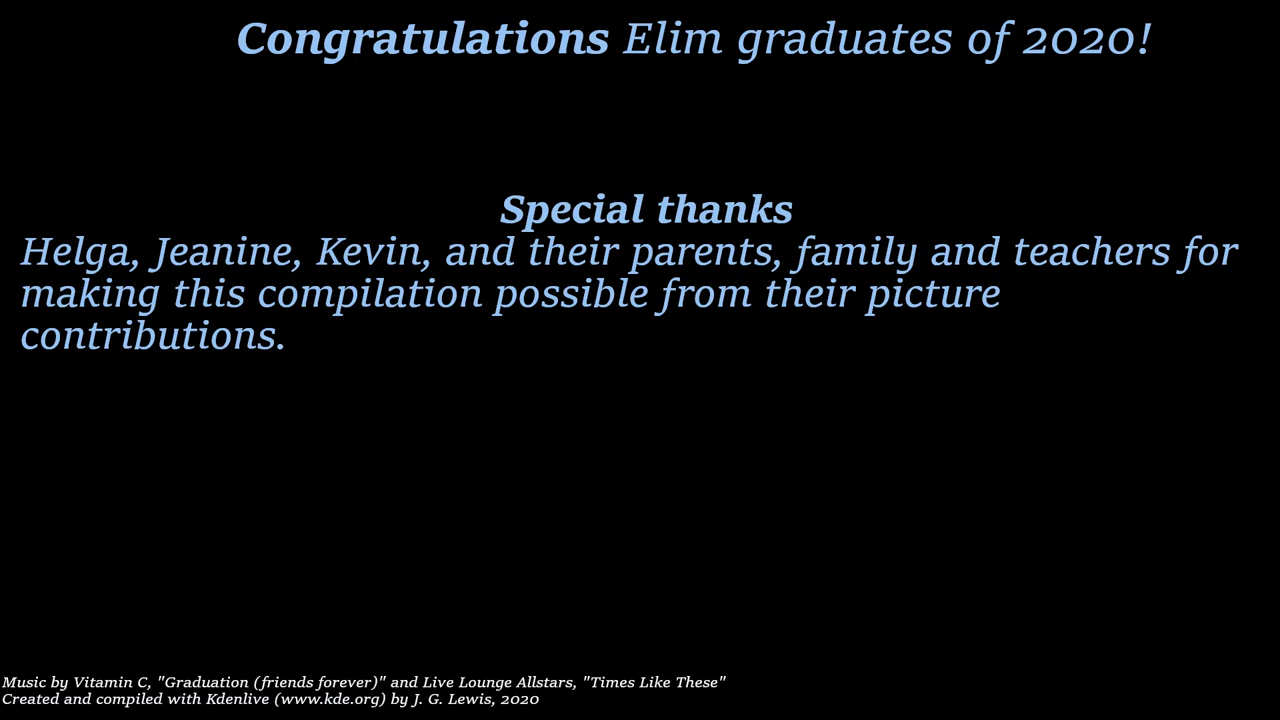 Congratulations Elim graduates of 2020!
Special thanks
Helga, Jeanine, Kevin, and their parents, family and teachers for
making this compilation possible from their picture
contributions.
Music by Vitamin C, "Graduation (friends forever)" and Live Lounge Allstars, "Times Like These"
Created and compiled with Kdenlive (www.kde.org) by J. G. Lewis, 2020